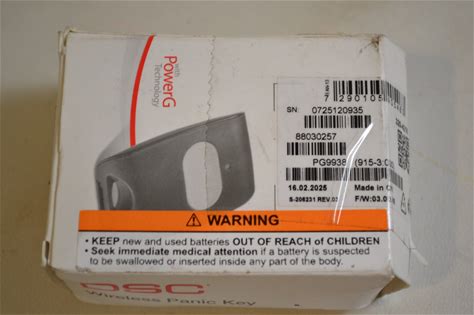 with
PowerG
Technology
SN: 0725120935
88030257
16.02.2025
Made in
F/W:03.0
⚠ WARNING
• KEEP new and used batteries OUT OF REACH of CHILDREN
• Seek immediate medical attention if a battery is suspected
to be swallowed or inserted inside any part of the body.
DSC
Wireless Panic Key